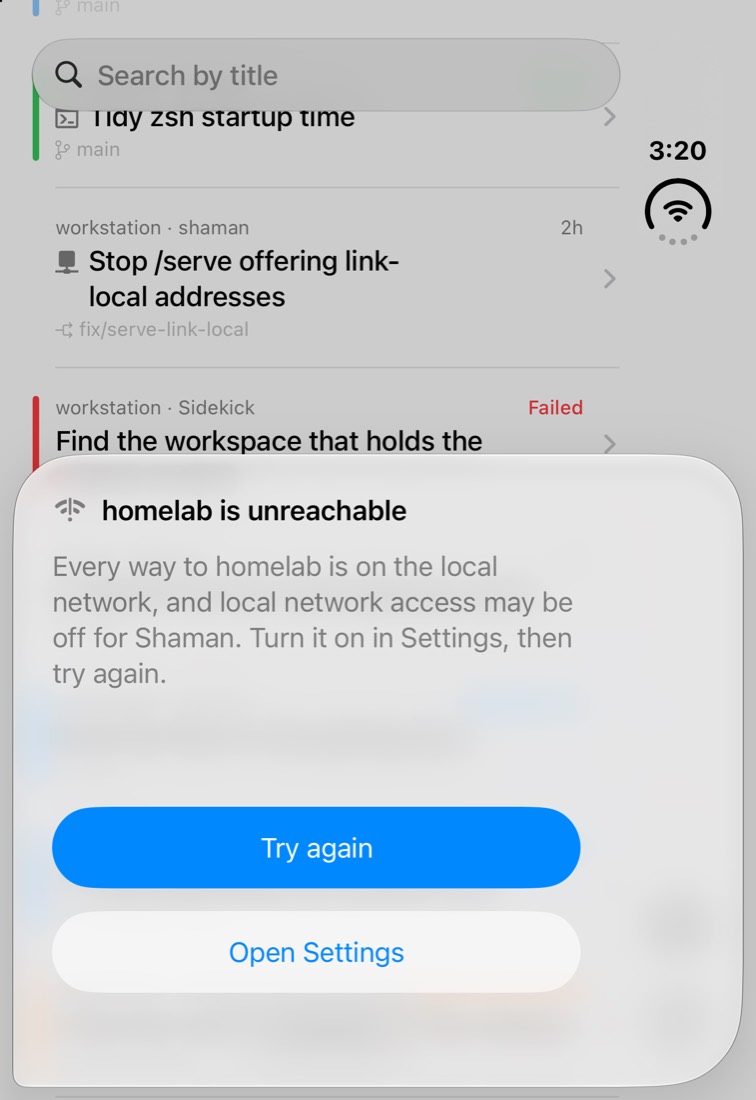 main
Search by title
Tidy zsh startup time
main
3:20
workstation · shaman
2h
Stop /serve offering link-
local addresses
fix/serve-link-local
workstation · Sidekick
Failed
Find the workspace that holds the
homelab is unreachable
Every way to homelab is on the local
network, and local network access may be
off for Shaman. Turn it on in Settings, then
try again.
Try again
Open Settings